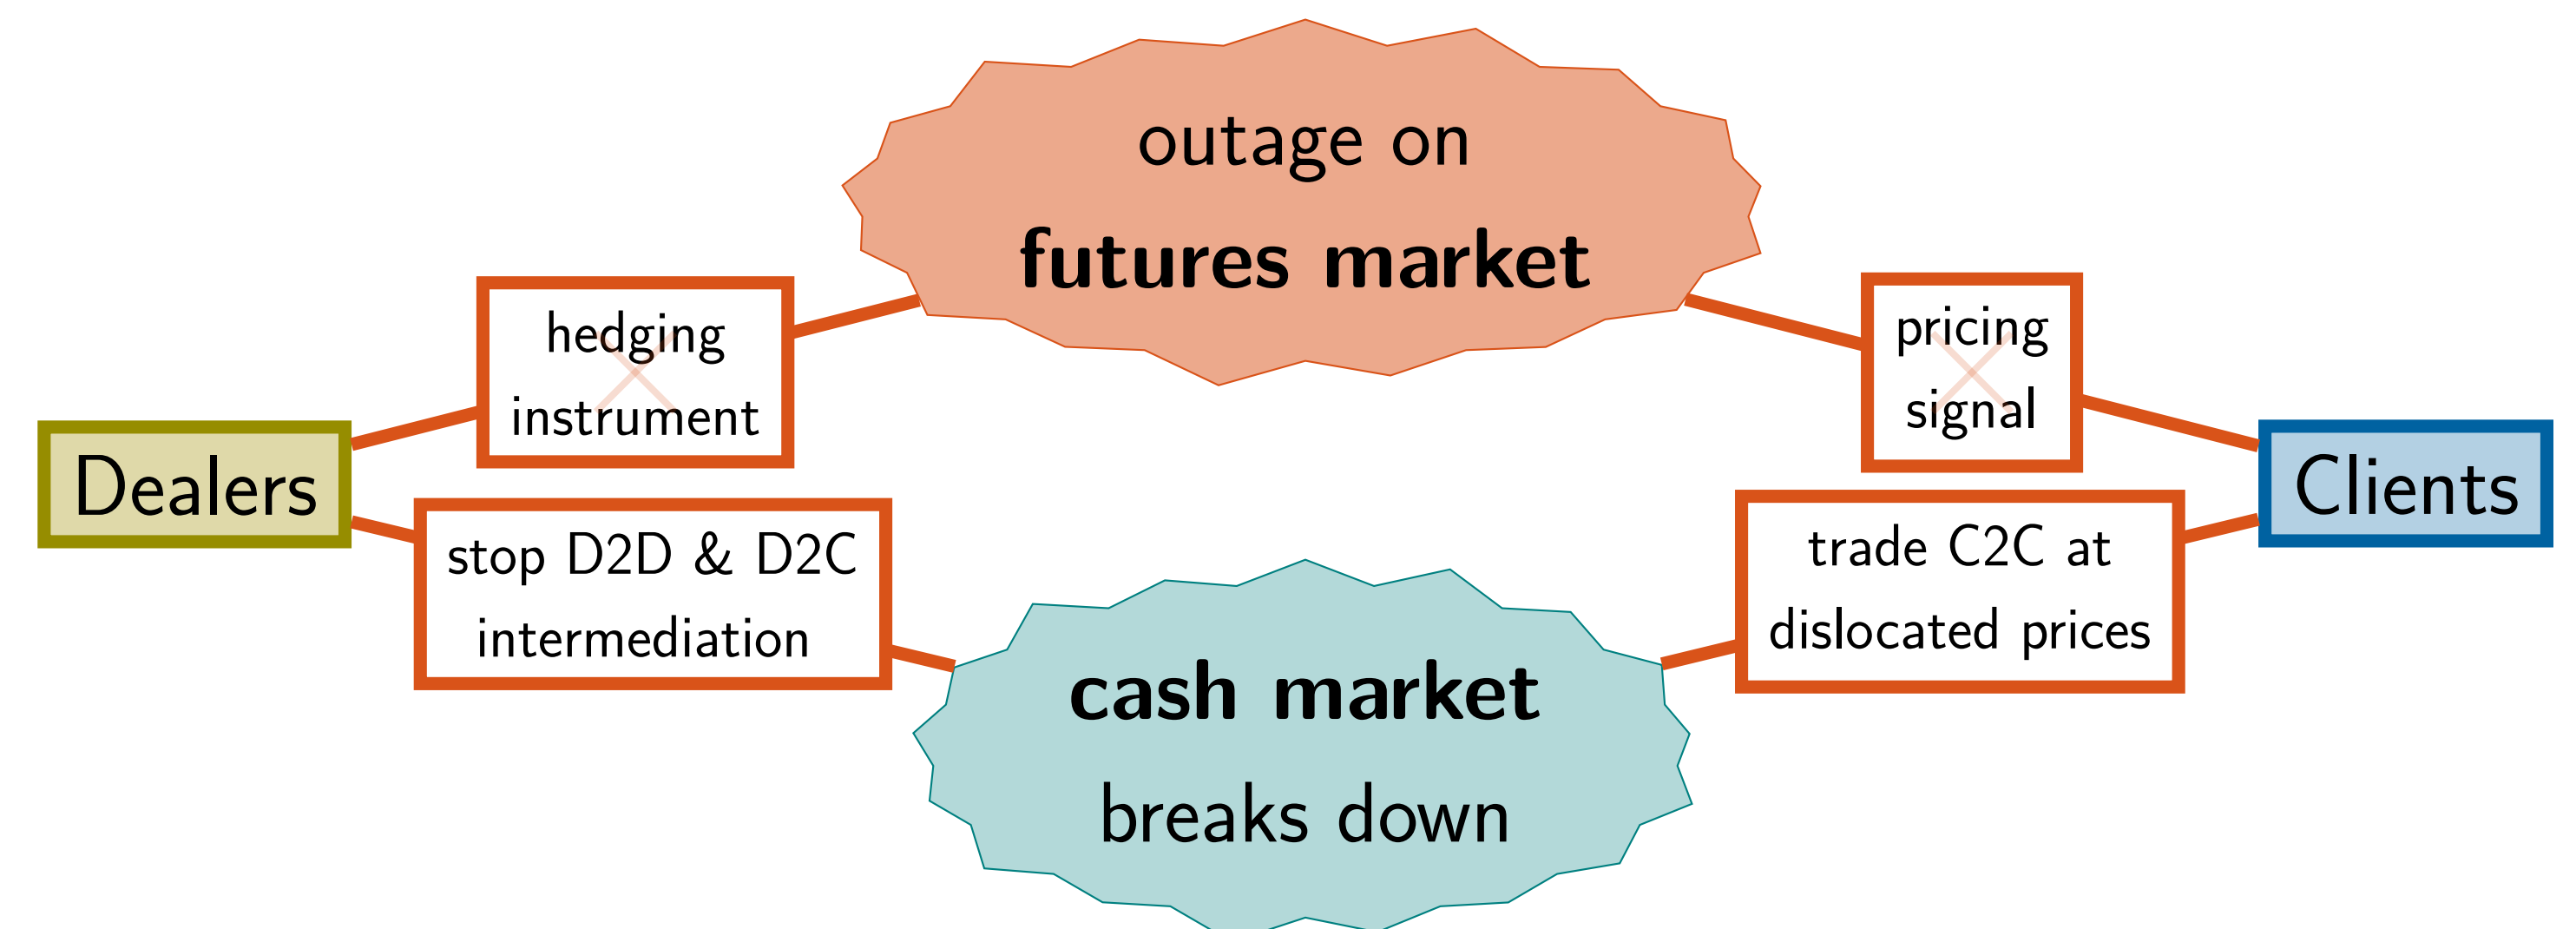 outage on
futures market
hedging
instrument
pricing
signal
Dealers
Clients
stop D2D & D2C
intermediation
trade C2C at
dislocated prices
cash market
breaks down